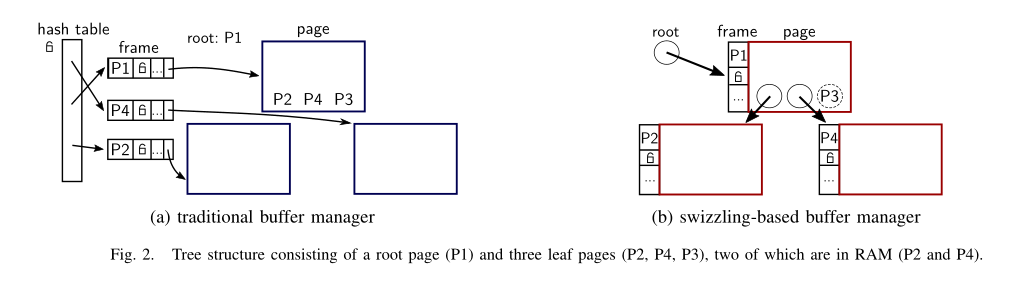 hash table
frame
root: P1
page
P1 ...
P2 P4 P3
P4 ...
P2 ...
(a) traditional buffer manager
root
frame
page
P1
...
P3
P2
...
P4
...
(b) swizzling-based buffer manager
Fig. 2. Tree structure consisting of a root page (P1) and three leaf pages (P2, P4, P3), two of which are in RAM (P2 and P4).